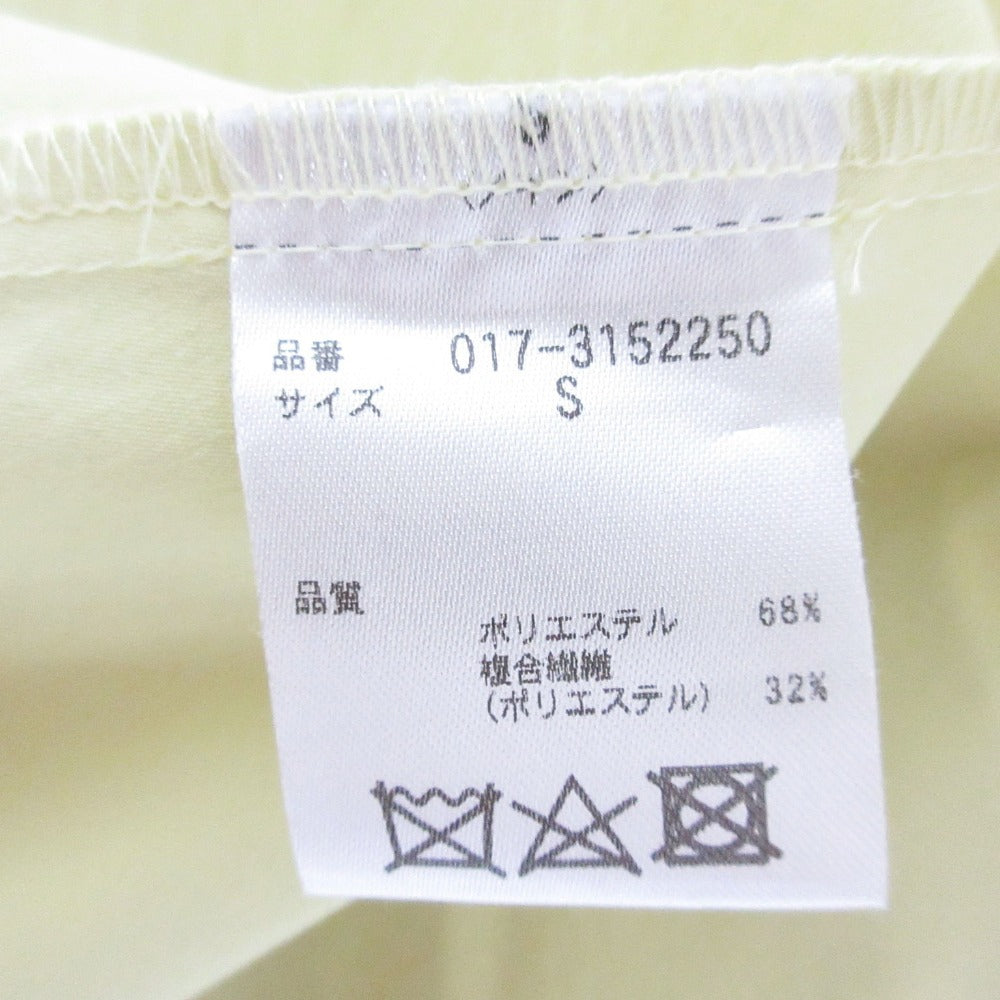 品番 017-3152250
サイズ S
品質
ポリエステル 68%
複合繊維
(ポリエステル) 32%